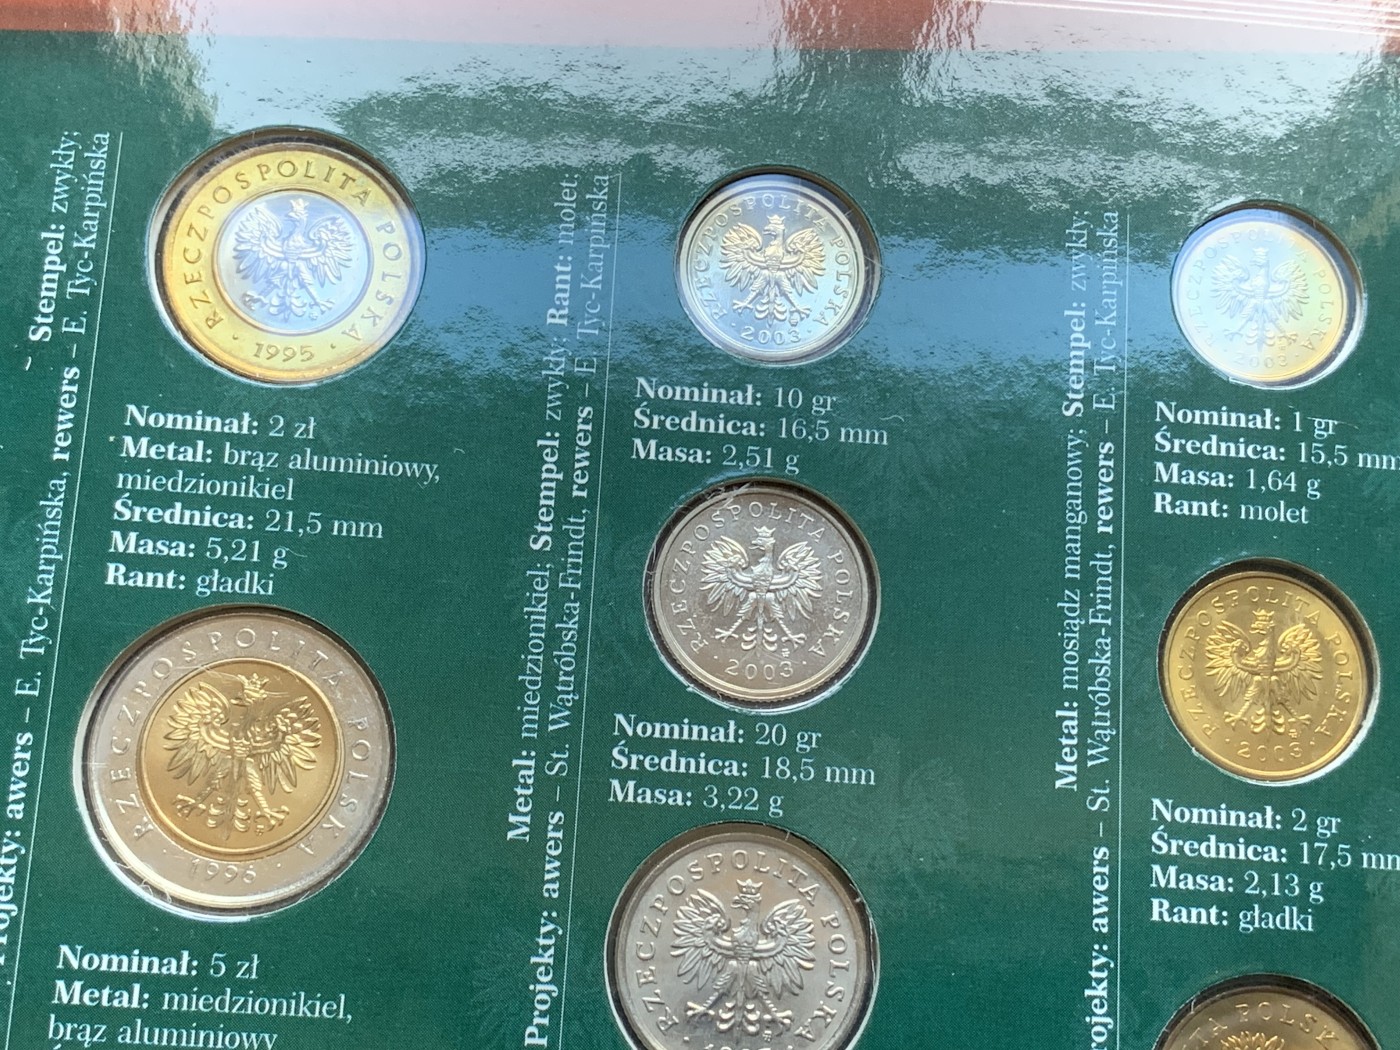 Stempel: zwykły;
Projekty: awers – E. Tyc-Karpińska, rewers – E. Tyc-Karpińska
RZECZPOSPOLITA POLSKA
· 1995 ·
Nominał: 2 zł
Metal: brąz aluminiowy,
miedzionikiel
Średnica: 21,5 mm
Masa: 5,21 g
Rant: gładki
RZECZPOSPOLITA POLSKA
· 1996 ·
Nominał: 5 zł
Metal: miedzionikiel,
brąz aluminiowy
Metal: miedzionikiel; Stempel: zwykły; Rant: molet;
Projekty: awers – St. Wątróbska-Frindt, rewers – E. Tyc-Karpińska
RZECZPOSPOLITA POLSKA
· 2003 ·
Nominał: 10 gr
Średnica: 16,5 mm
Masa: 2,51 g
RZECZPOSPOLITA POLSKA
· 2003 ·
Nominał: 20 gr
Średnica: 18,5 mm
Masa: 3,22 g
RZECZPOSPOLITA POLSKA
Metal: mosiądz manganowy; Stempel: zwykły;
rojekty: awers – St. Wątróbska-Frindt, rewers – E. Tyc-Karpińska
RZECZPOSPOLITA POLSKA
· 2003 ·
Nominał: 1 gr
Średnica: 15,5 mm
Masa: 1,64 g
Rant: molet
RZECZPOSPOLITA POLSKA
· 2003 ·
Nominał: 2 gr
Średnica: 17,5 mm
Masa: 2,13 g
Rant: gładki
TA POLSK